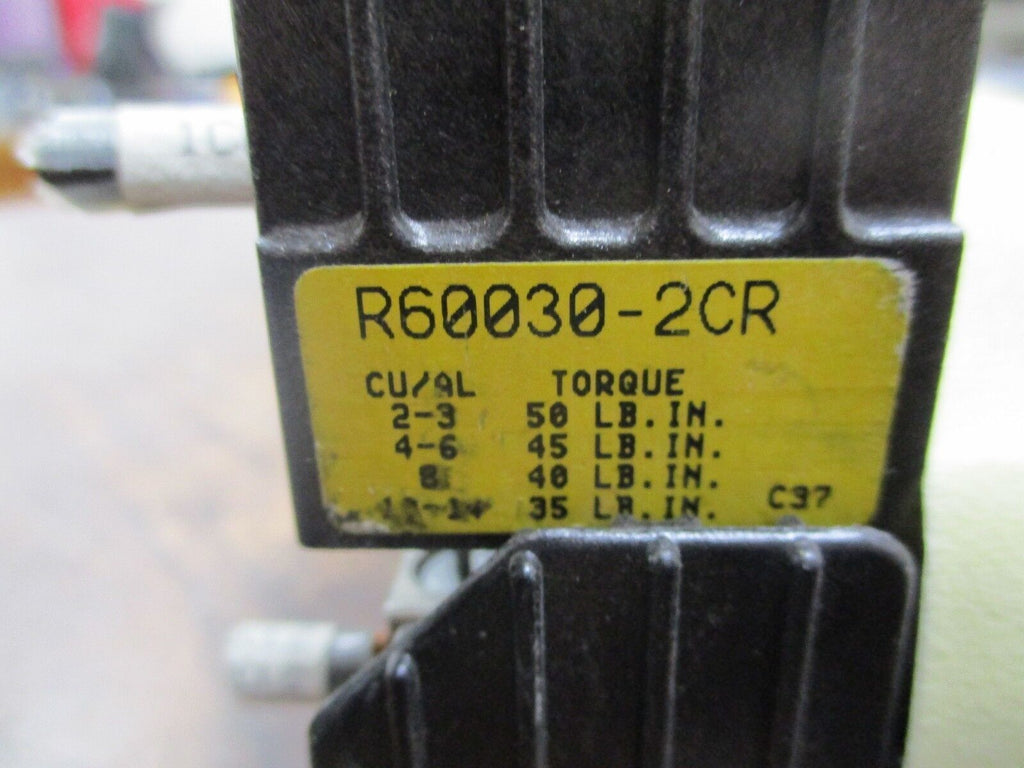 1C
R60030-2CR
CU/AL TORQUE
2-3 50 LB.IN.
4-6 45 LB.IN.
8 40 LB.IN.
35 LB.IN. C37